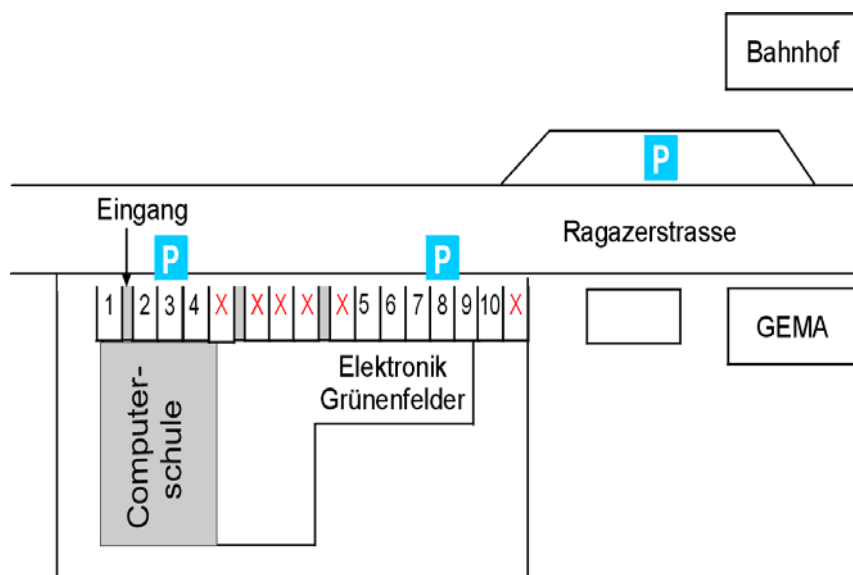 Bahnhof
P
Eingang
Ragazerstrasse
P P
1 2 3 4 X X X X X 5 6 7 8 9 10 X
GEMA
Elektronik
Grünenfelder
Computer-
schule